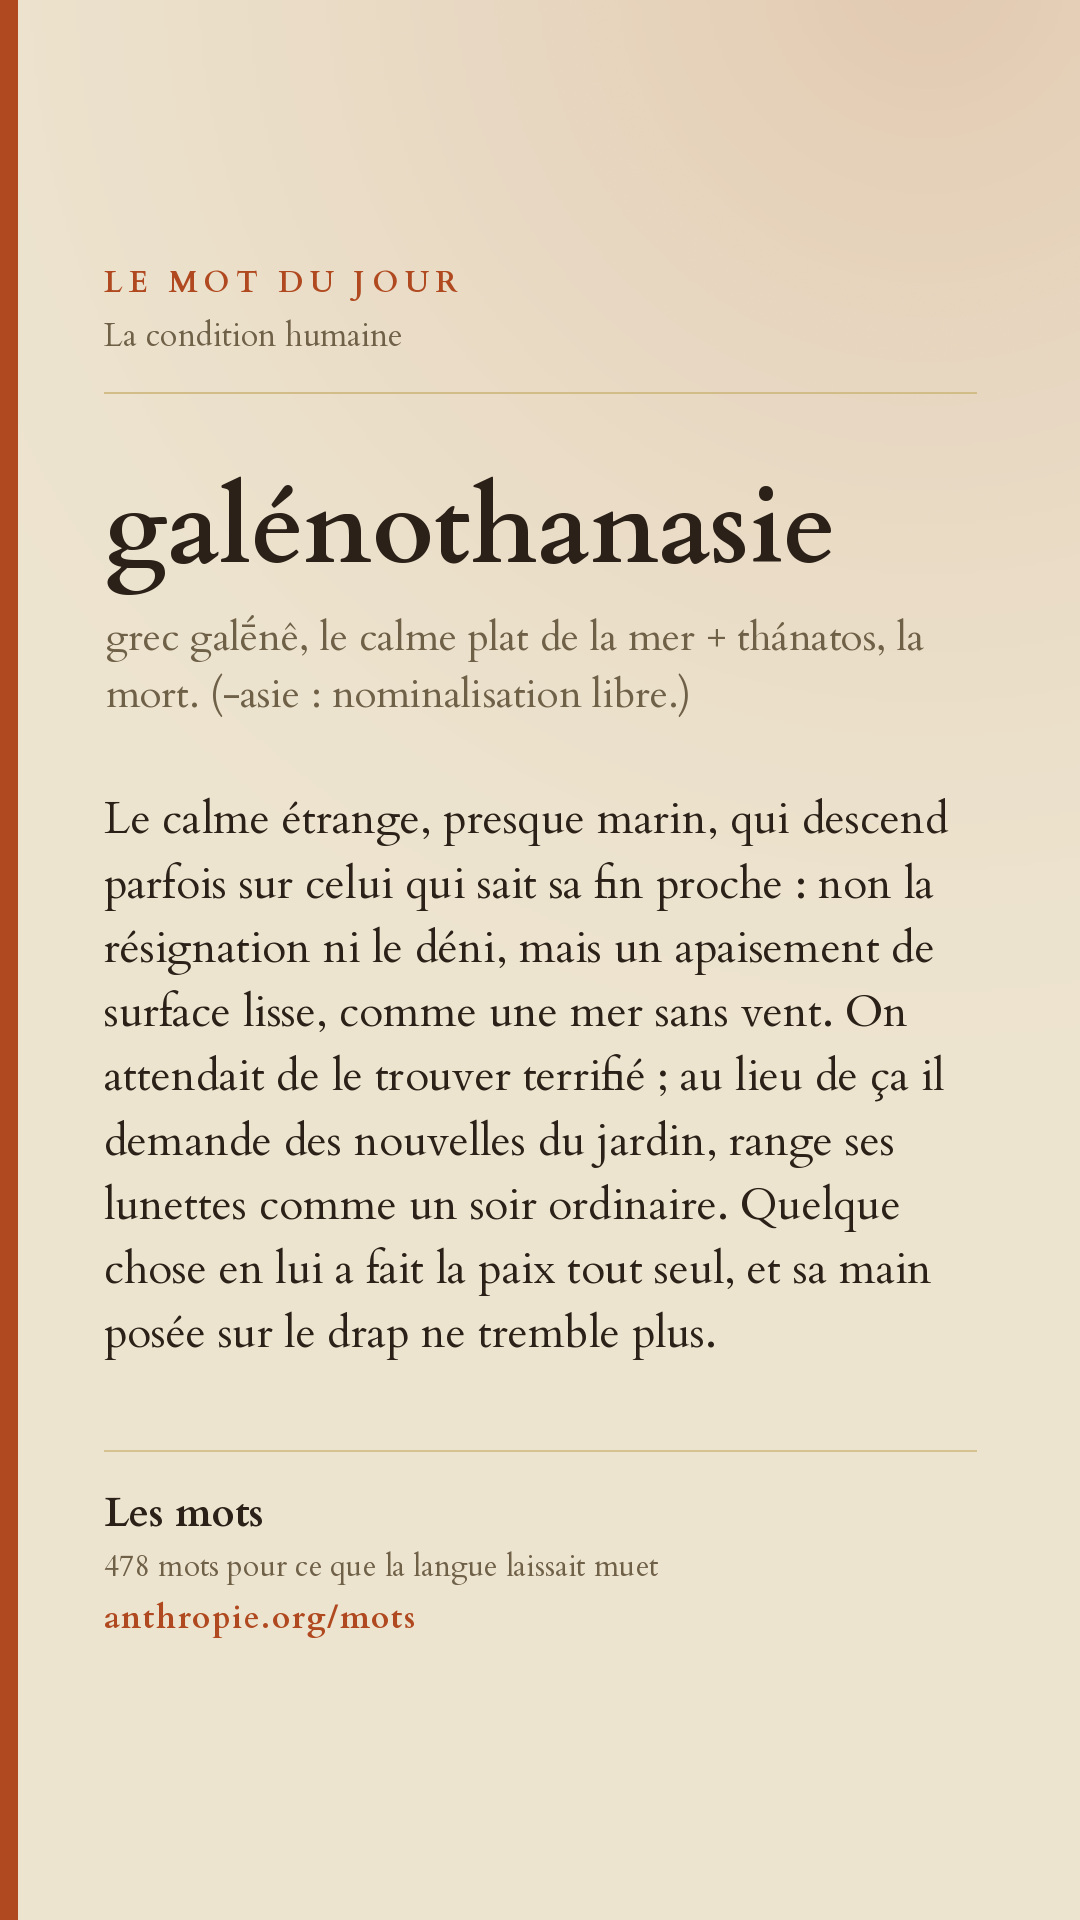 LE MOT DU JOUR
La condition humaine
galénothanasie
grec galḗnê, le calme plat de la mer + thánatos, la
mort. (-asie : nominalisation libre.)
Le calme étrange, presque marin, qui descend
parfois sur celui qui sait sa fin proche : non la
résignation ni le déni, mais un apaisement de
surface lisse, comme une mer sans vent. On
attendait de le trouver terrifié ; au lieu de ça il
demande des nouvelles du jardin, range ses
lunettes comme un soir ordinaire. Quelque
chose en lui a fait la paix tout seul, et sa main
posée sur le drap ne tremble plus.
Les mots
478 mots pour ce que la langue laissait muet
anthropie.org/mots